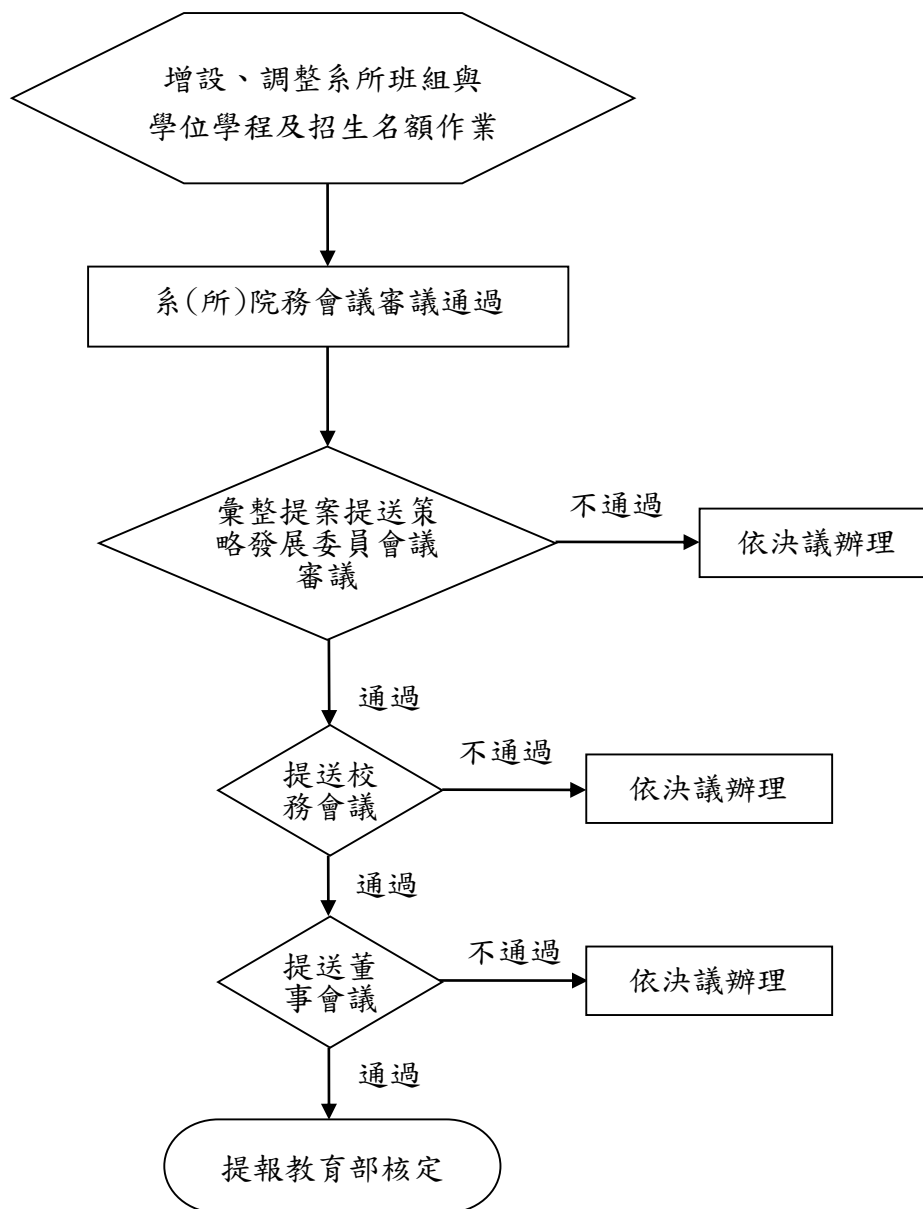 增設、調整系所班組與
學位學程及招生名額作業
系(所)院務會議審議通過
彙整提案提送策
略發展委員會議
審議
不通過
依決議辦理
通過
提送校
務會議
不通過
依決議辦理
通過
提送董
事會議
不通過
依決議辦理
通過
提報教育部核定